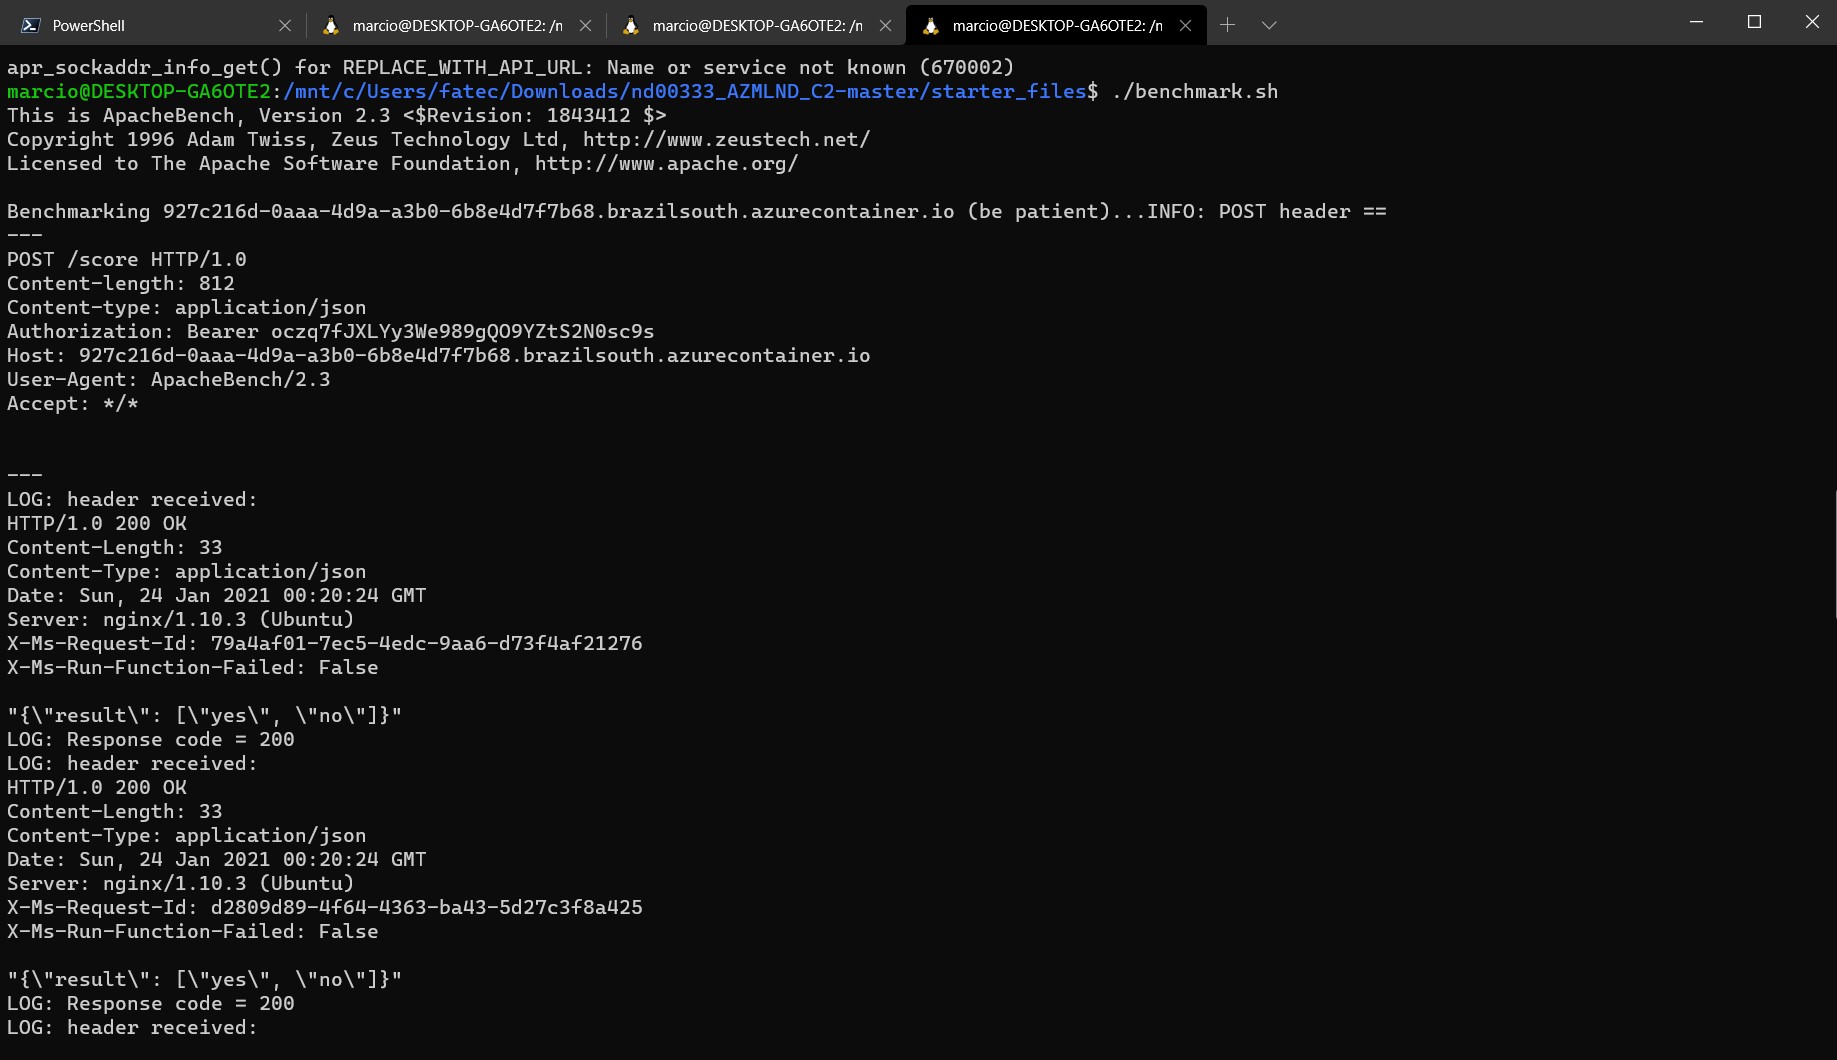 PowerShell
marcio@DESKTOP-GA6OTE2: /n
marcio@DESKTOP-GA6OTE2: /n
marcio@DESKTOP-GA6OTE2: /n
apr_sockaddr_info_get() for REPLACE_WITH_API_URL: Name or service not known (670002)
marcio@DESKTOP-GA6OTE2:/mnt/c/Users/fatec/Downloads/nd00333_AZMLND_C2-master/starter_files$ ./benchmark.sh
This is ApacheBench, Version 2.3 <$Revision: 1843412 $>
Copyright 1996 Adam Twiss, Zeus Technology Ltd, http://www.zeustech.net/
Licensed to The Apache Software Foundation, http://www.apache.org/
Benchmarking 927c216d-0aaa-4d9a-a3b0-6b8e4d7f7b68.brazilsouth.azurecontainer.io (be patient)...INFO: POST header ==
---
POST /score HTTP/1.0
Content-length: 812
Content-type: application/json
Authorization: Bearer oczq7fJXLYy3We989gQO9YZtS2N0sc9s
Host: 927c216d-0aaa-4d9a-a3b0-6b8e4d7f7b68.brazilsouth.azurecontainer.io
User-Agent: ApacheBench/2.3
Accept: */*
---
LOG: header received:
HTTP/1.0 200 OK
Content-Length: 33
Content-Type: application/json
Date: Sun, 24 Jan 2021 00:20:24 GMT
Server: nginx/1.10.3 (Ubuntu)
X-Ms-Request-Id: 79a4af01-7ec5-4edc-9aa6-d73f4af21276
X-Ms-Run-Function-Failed: False
"{\"result\": [\"yes\", \"no\"]}"
LOG: Response code = 200
LOG: header received:
HTTP/1.0 200 OK
Content-Length: 33
Content-Type: application/json
Date: Sun, 24 Jan 2021 00:20:24 GMT
Server: nginx/1.10.3 (Ubuntu)
X-Ms-Request-Id: d2809d89-4f64-4363-ba43-5d27c3f8a425
X-Ms-Run-Function-Failed: False
"{\"result\": [\"yes\", \"no\"]}"
LOG: Response code = 200
LOG: header received: